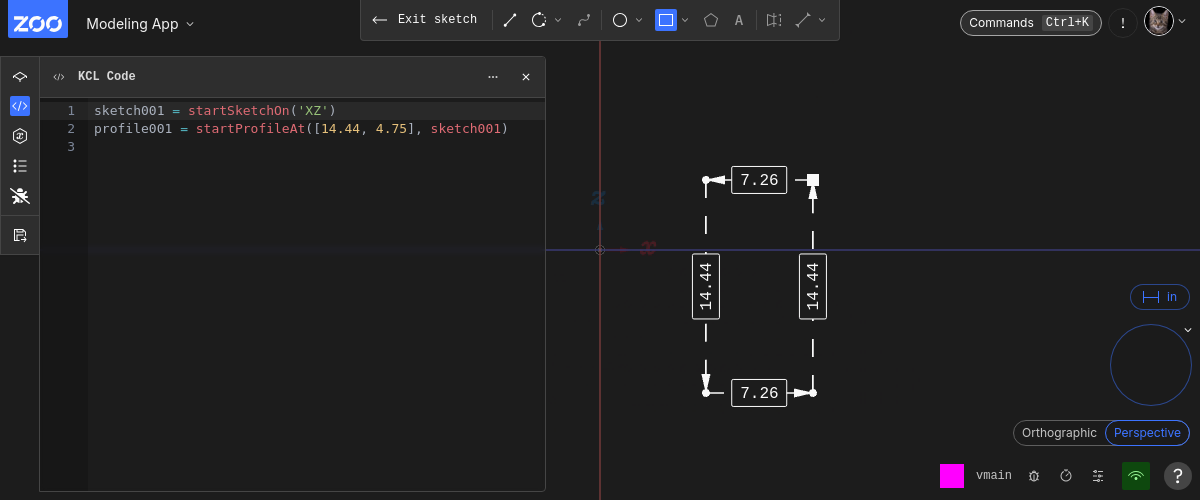 ZOO Modeling App
Exit sketch
A
Commands Ctrl+K
!
KCL Code
1 sketch001 = startSketchOn('XZ')
2 profile001 = startProfileAt([14.44, 4.75], sketch001)
3
7.26
z
x
14.44
14.44
7.26
in
Orthographic Perspective
vmain
?